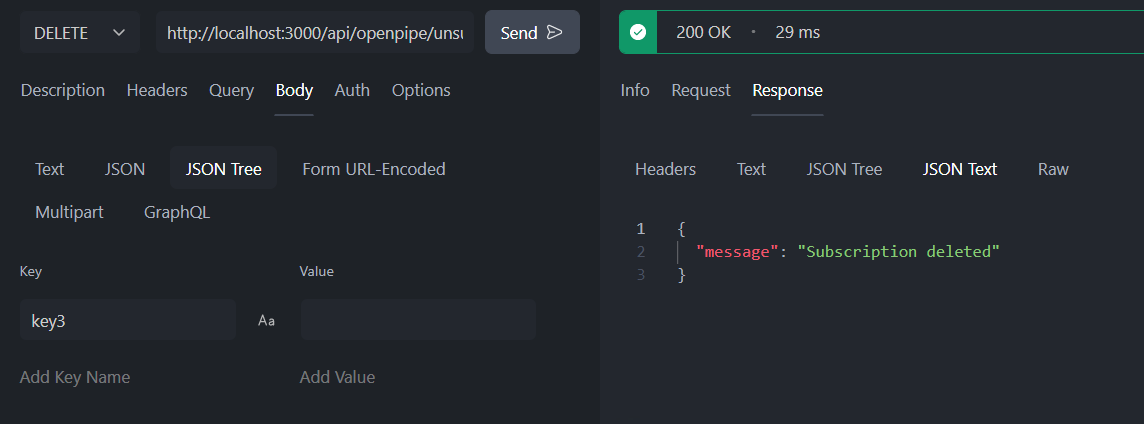 DELETE
http://localhost:3000/api/openpipe/unsu
Send
200 OK • 29 ms
Description Headers Query Body Auth Options
Info Request Response
Text JSON JSON Tree Form URL-Encoded
Multipart GraphQL
Headers Text JSON Tree JSON Text Raw
Key Value
key3 Aa
Add Key Name Add Value
1 {
2 "message": "Subscription deleted"
3 }